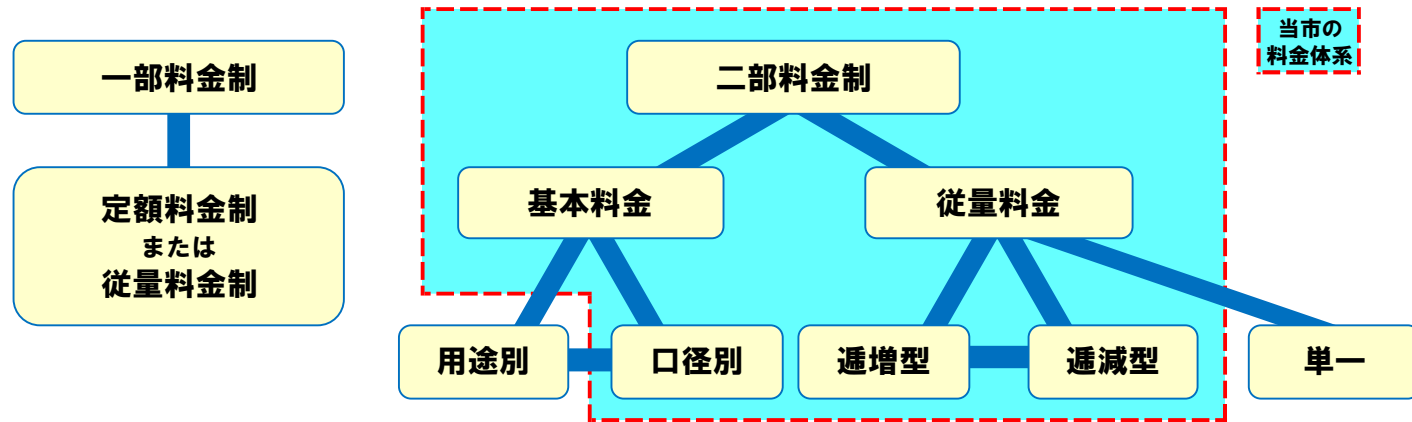 当市の
料金体系
一部料金制
二部料金制
定額料金制
または
従量料金制
基本料金
従量料金
用途別
口径別
逓増型
逓減型
単一